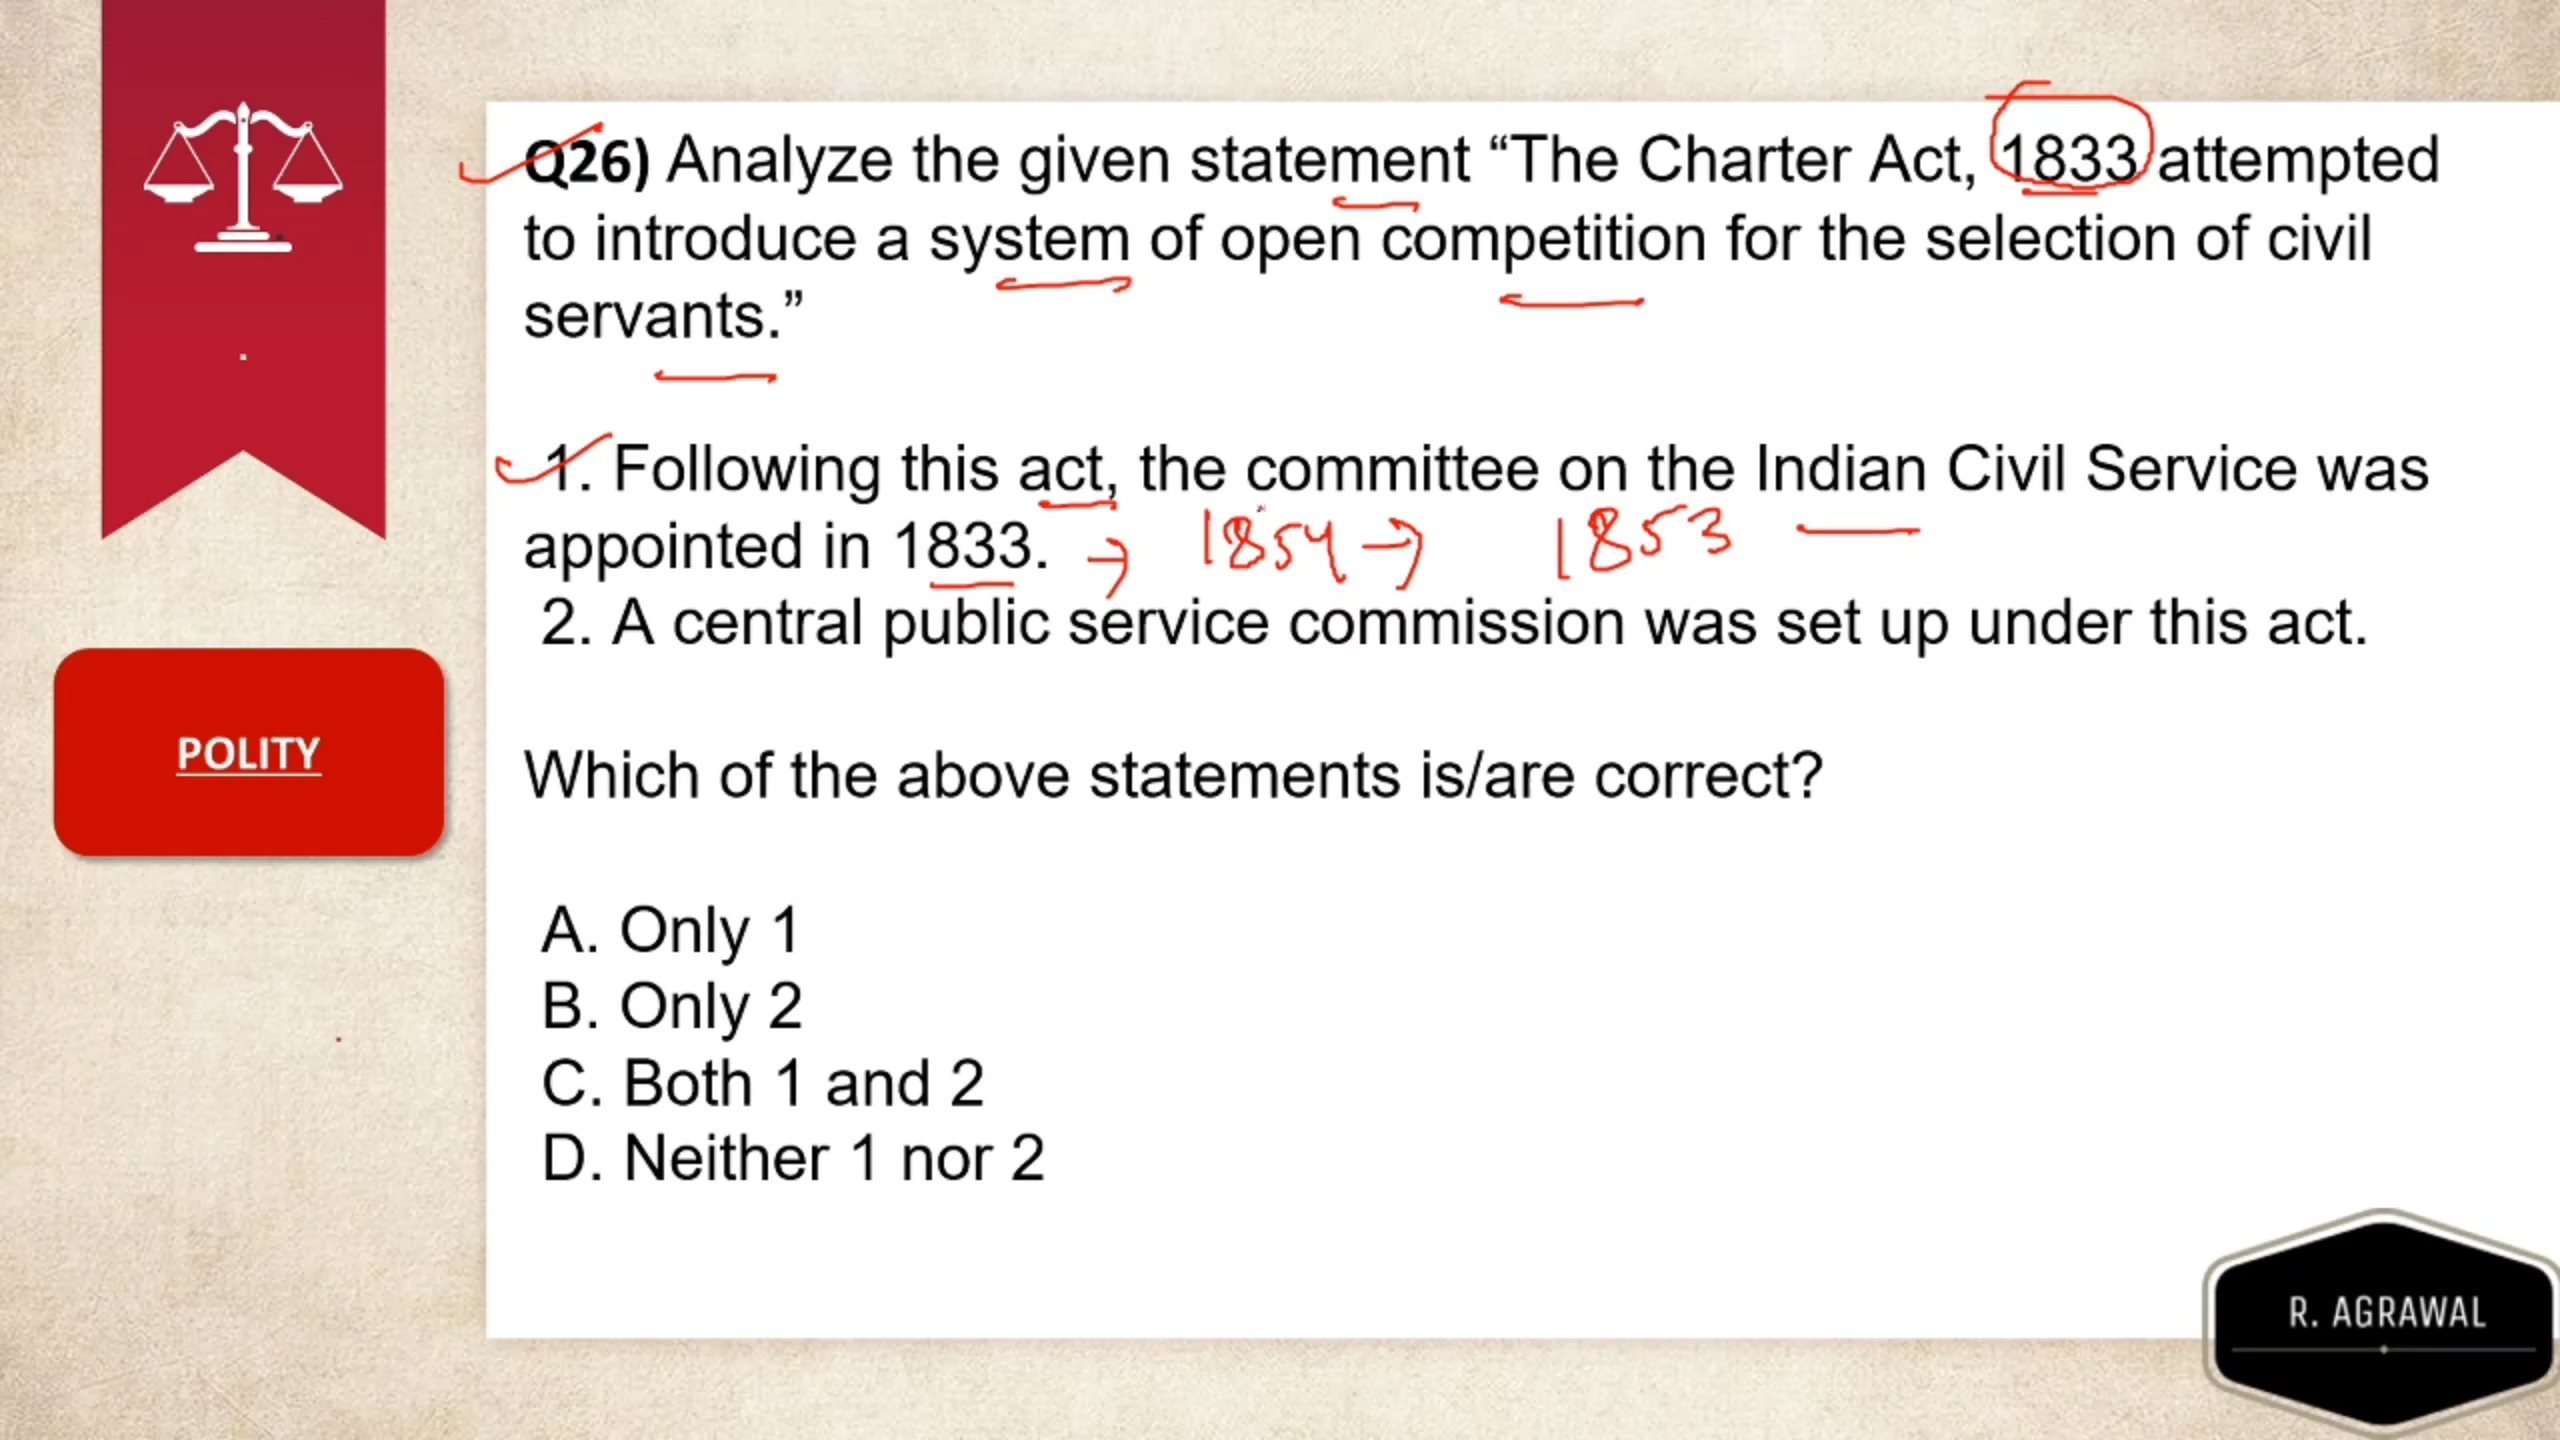 Q26) Analyze the given statement “The Charter Act, 1833 attempted
to introduce a system of open competition for the selection of civil
servants.”
1. Following this act, the committee on the Indian Civil Service was
appointed in 1833. → 1854 → 1853
2. A central public service commission was set up under this act.
POLITY
Which of the above statements is/are correct?
A. Only 1
B. Only 2
C. Both 1 and 2
D. Neither 1 nor 2
R. AGRAWAL